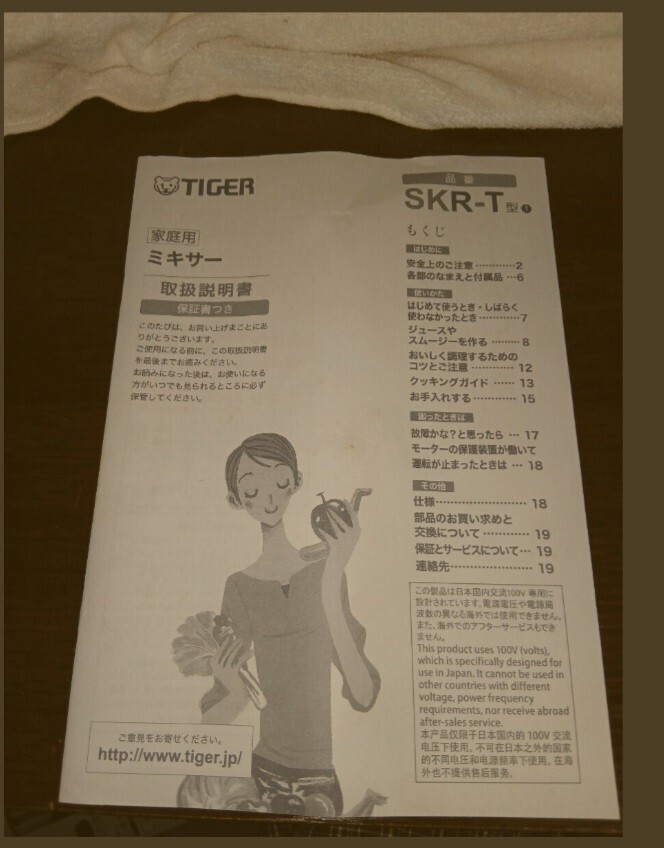 TIGER
家庭用
ミキサー
取扱説明書
保証書つき
このたびは、お買い上げまことにあ
りがとうございます。
ご使用になる前に、この取扱説明書
を最後までお読みください。
お読みになった後は、お使いになる
方がいつでも見られるところに必ず
保管してください。
ご意見をお寄せください。
http://www.tiger.jp/
品番
SKR-T型❶
もくじ
はじめに
安全上のご注意…………2
各部のなまえと付属品…6
使いかた
はじめて使うとき・しばらく
使わなかったとき…………7
ジュースや
スムージーを作る………8
おいしく調理するための
コツとご注意…………12
クッキングガイド……13
お手入れする…………15
困ったときは
故障かな?と思ったら…17
モーターの保護装置が働いて
運転が止まったときは…18
その他
仕様…………………………18
部品のお買い求めと
交換について……………19
保証とサービスについて…19
連絡先………………………19
この製品は日本国内交流100V 専用に
設計されています。電源電圧や電源周
波数の異なる海外では使用できません。
また、海外でのアフターサービスもでき
ません。
This product uses 100V (volts),
which is specifically designed for
use in Japan. It cannot be used in
other countries with different
voltage, power frequency
requirements, nor receive abroad
after-sales service.
本产品仅限于日本国内的 100V 交流
电压下使用。不可在日本之外的国家
的不同电压和电源频率下使用。在海
外也不提供售后服务。